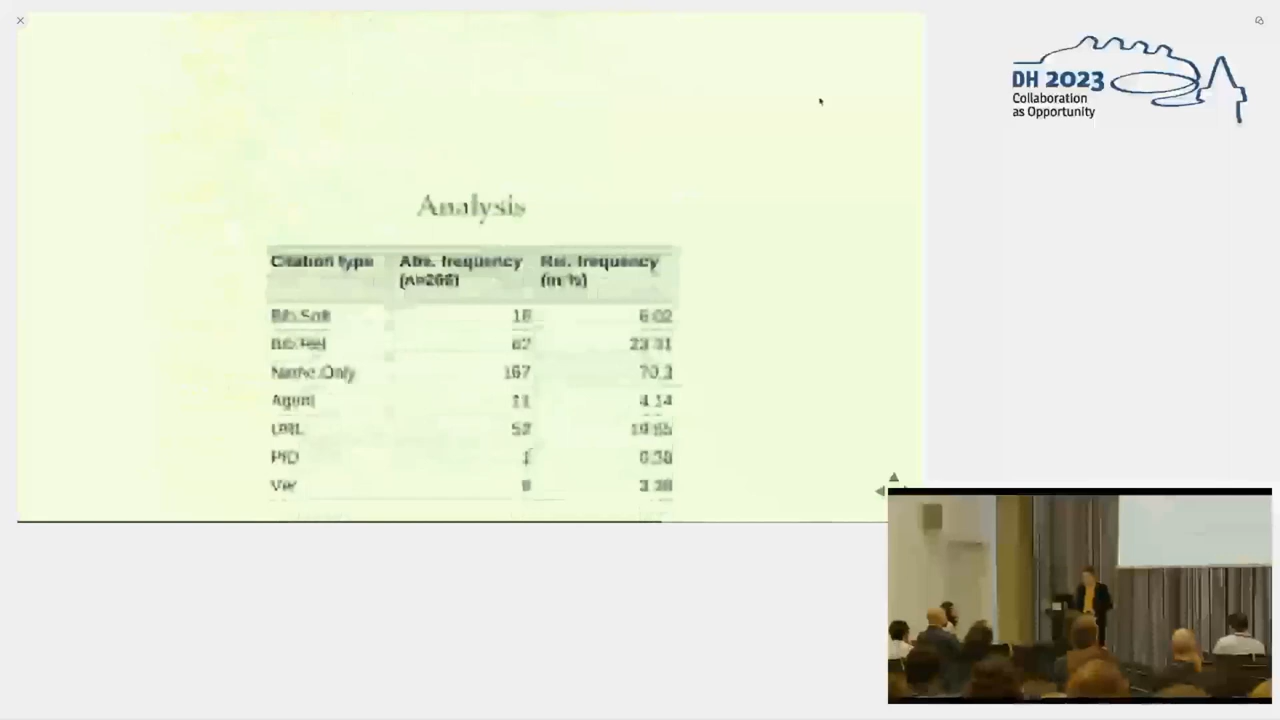 DH 2023
Collaboration
as Opportunity
Analysis
Citation type Abs. frequency Rel. frequency
(n=266) (in %)
Bib.Soft 16 6.02
Bib.Ref 62 23.31
Name.Only 187 70.3
Agent 11 4.14
URL 52 19.55
PID 1 0.38
Ver 9 3.38